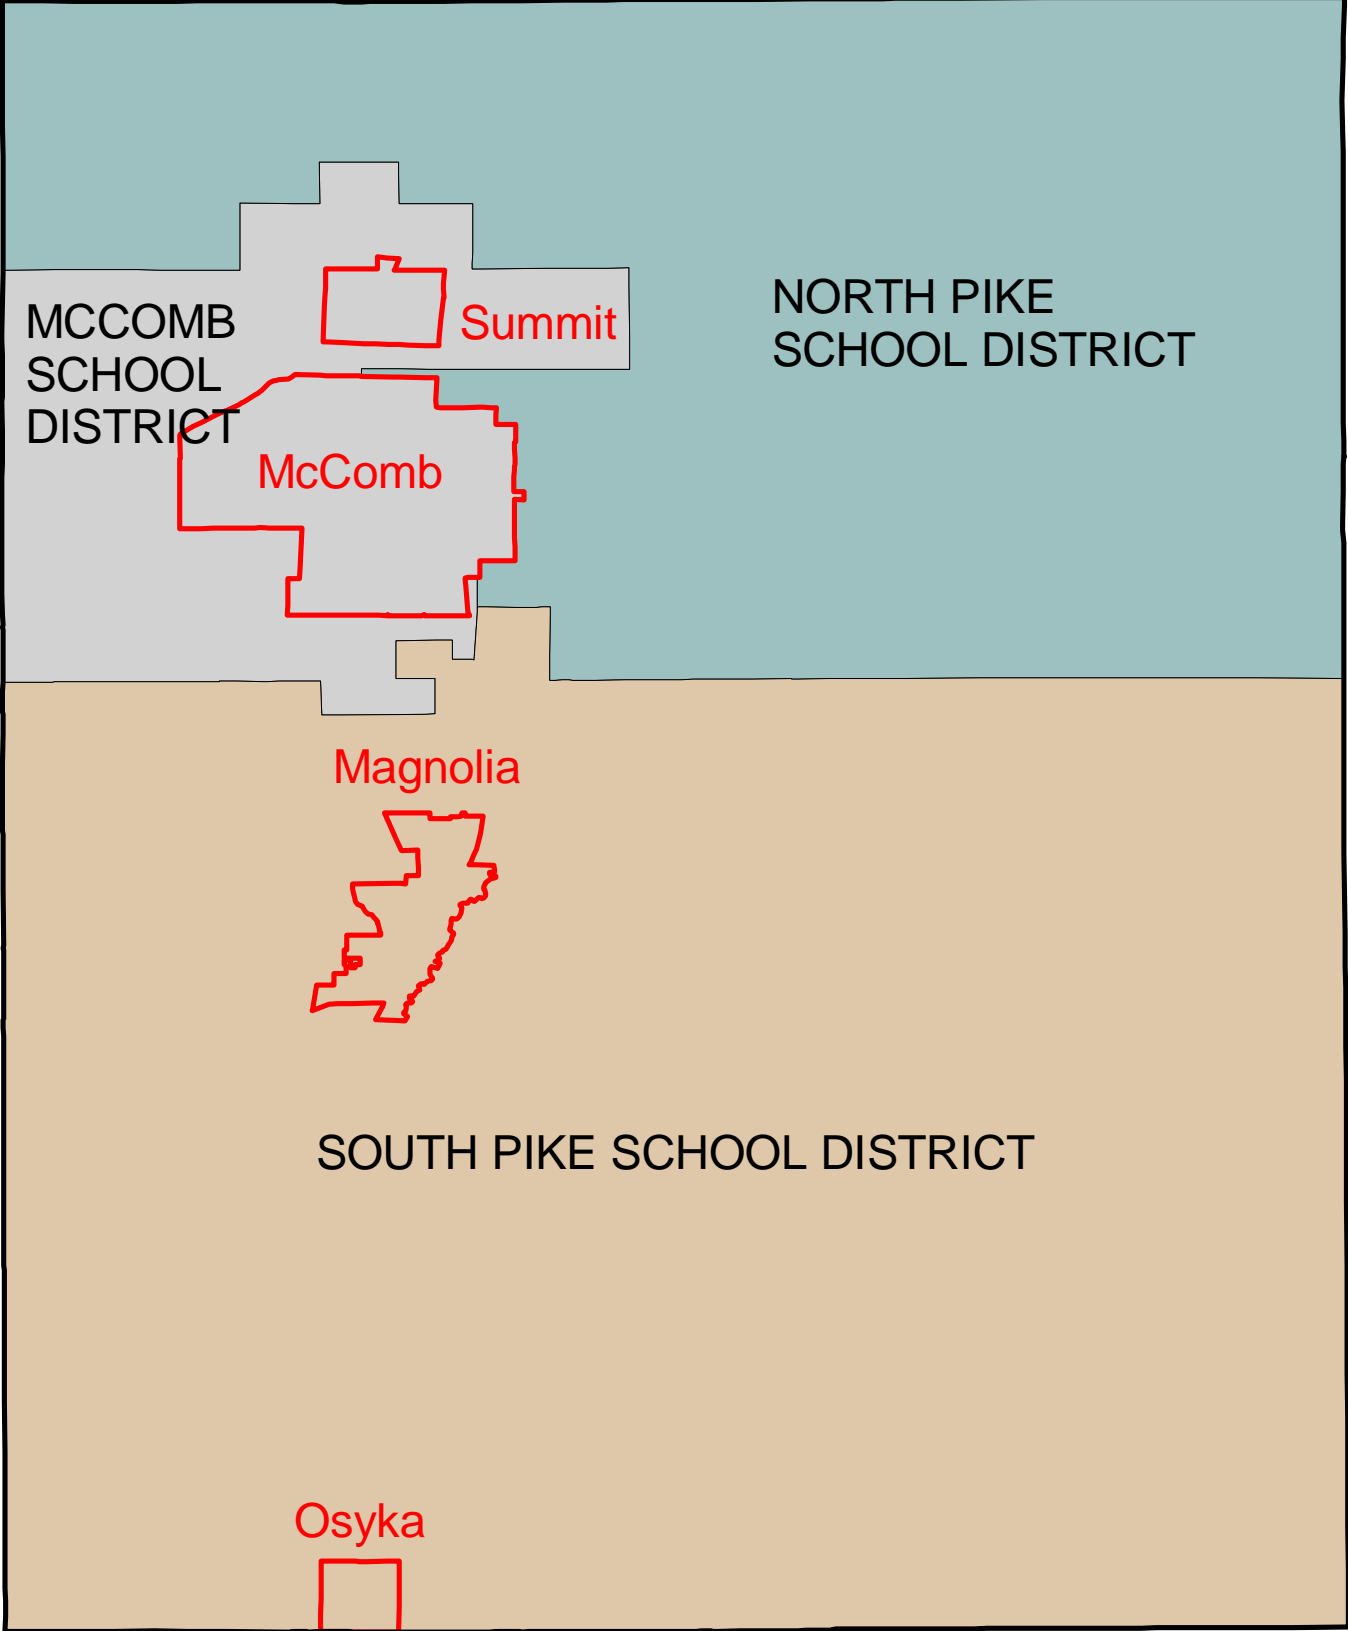 MCCOMB
SCHOOL
DISTRICT
Summit
NORTH PIKE
SCHOOL DISTRICT
McComb
Magnolia
SOUTH PIKE SCHOOL DISTRICT
Osyka